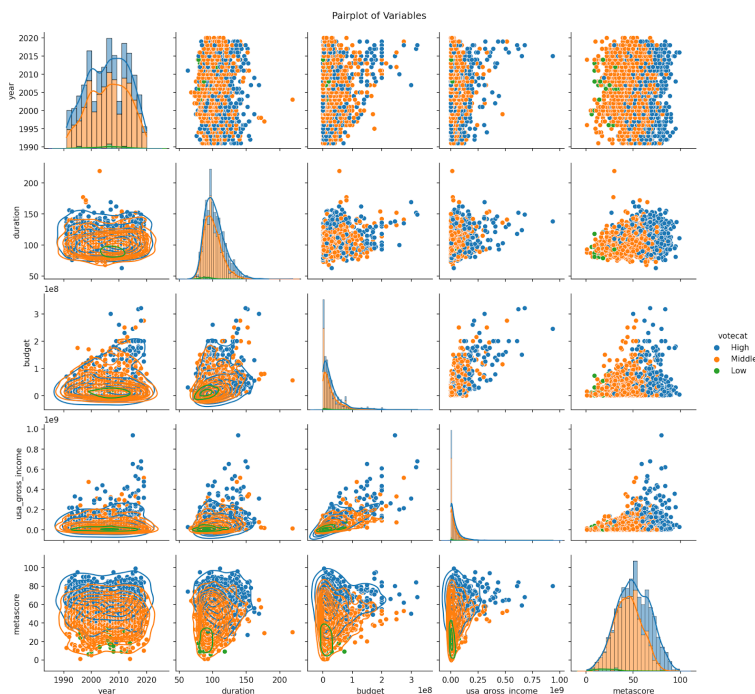 Pairplot of Variables
2020
2015
2010
2005
2000
1995
1990
year
150
200
100
50
duration
1e8
3
2
1
0
budget
1e9
1.0
0.8
0.6
0.4
0.2
0.0
usa_gross_income
100
80
60
40
20
0
metascore
votecat
High
Middle
Low
1990 2000 2010 2020
year
50 100 150 200
duration
0 1 2 3
1e8
budget
0.00 0.25 0.50 0.75 1.00
1e9
usa_gross_income
0 50 100
metascore